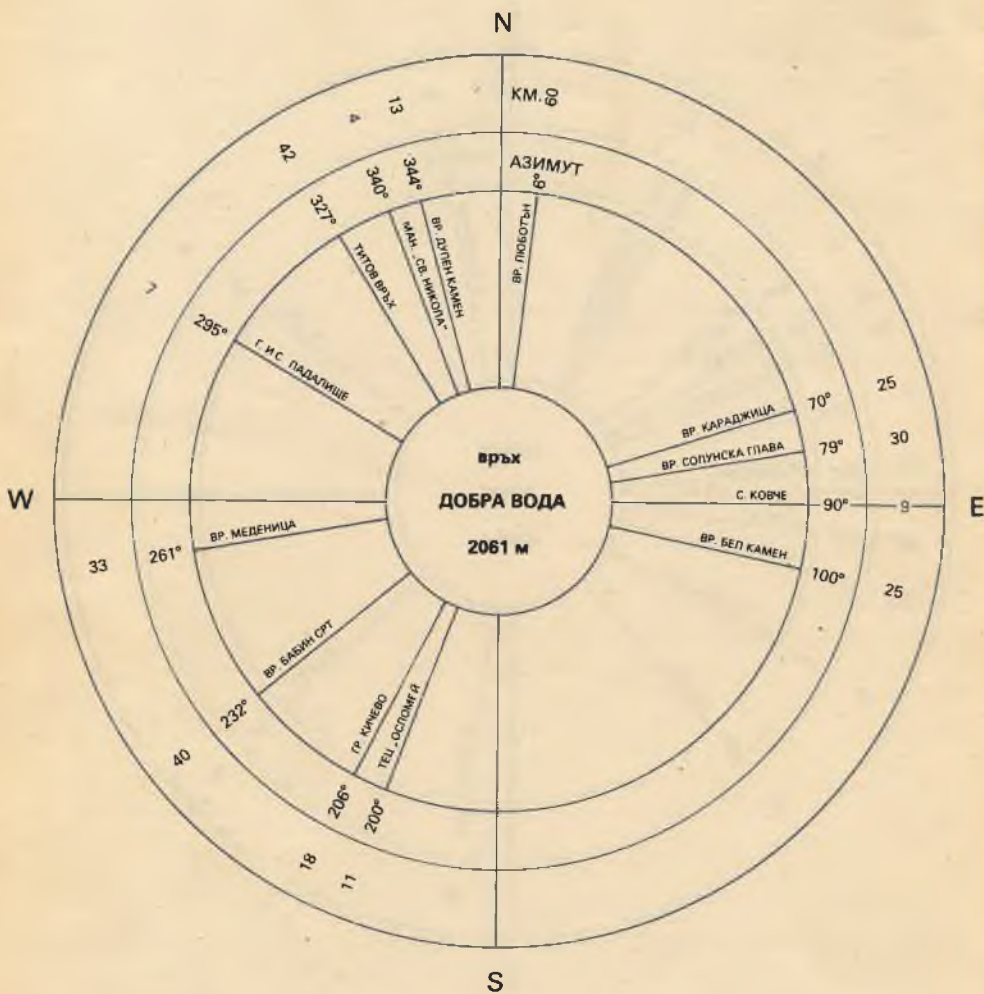 N
КМ. 60
АЗИМУТ
6°
ВР. ЛЮБОТЪН
25
70°
ВР. КАРАДЖИЦА
30
79°
ВР. СОЛУНСКА ГЛАВА
E
9
90°
С. КОВЧЕ
25
100°
ВР. БЕЛ КАМЕН
S
11
200°
ТЕЦ „ОСЛОМЕЙ
18
206°
ГР. КИЧЕВО
40
232°
ВР. БАБИН СРТ
33
261°
ВР. МЕДЕНИЦА
W
7
295°
Г. И С. ПАДАЛИЩЕ
42
327°
ТИТОВ ВРЪХ
4
340°
МАН. „СВ. НИКОЛА“
13
344°
ВР. ДУПЕН КАМЕН
връх
ДОБРА ВОДА
2061 м